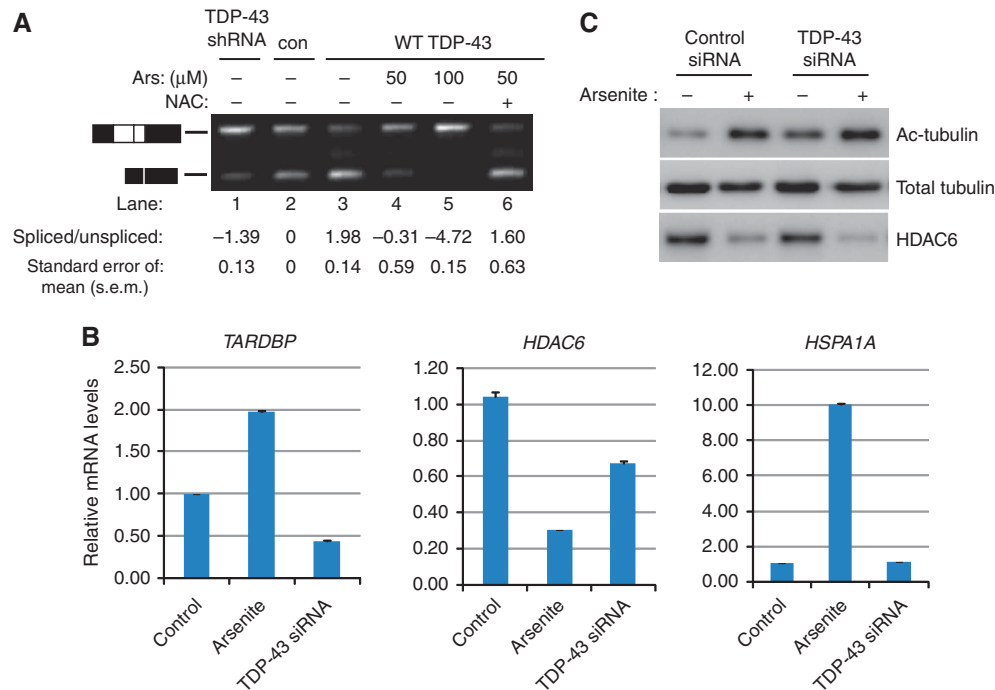 A
TDP-43 shRNA
con
WT TDP-43
Ars: (μM) – – – 50 100 50
NAC: – – – – – +
Lane: 1 2 3 4 5 6
Spliced/unspliced: –1.39 0 1.98 –0.31 –4.72 1.60
Standard error of mean (s.e.m.) 0.13 0 0.14 0.59 0.15 0.63
C
Control siRNA
TDP-43 siRNA
Arsenite : – + – +
Ac-tubulin
Total tubulin
HDAC6
B
Relative mRNA levels
TARDBP
2.50
2.00
1.50
1.00
0.50
0.00
Control
Arsenite
TDP-43 siRNA
HDAC6
1.20
1.00
0.80
0.60
0.40
0.20
0.00
Control
Arsenite
TDP-43 siRNA
HSPA1A
12.00
10.00
8.00
6.00
4.00
2.00
0.00
Control
Arsenite
TDP-43 siRNA